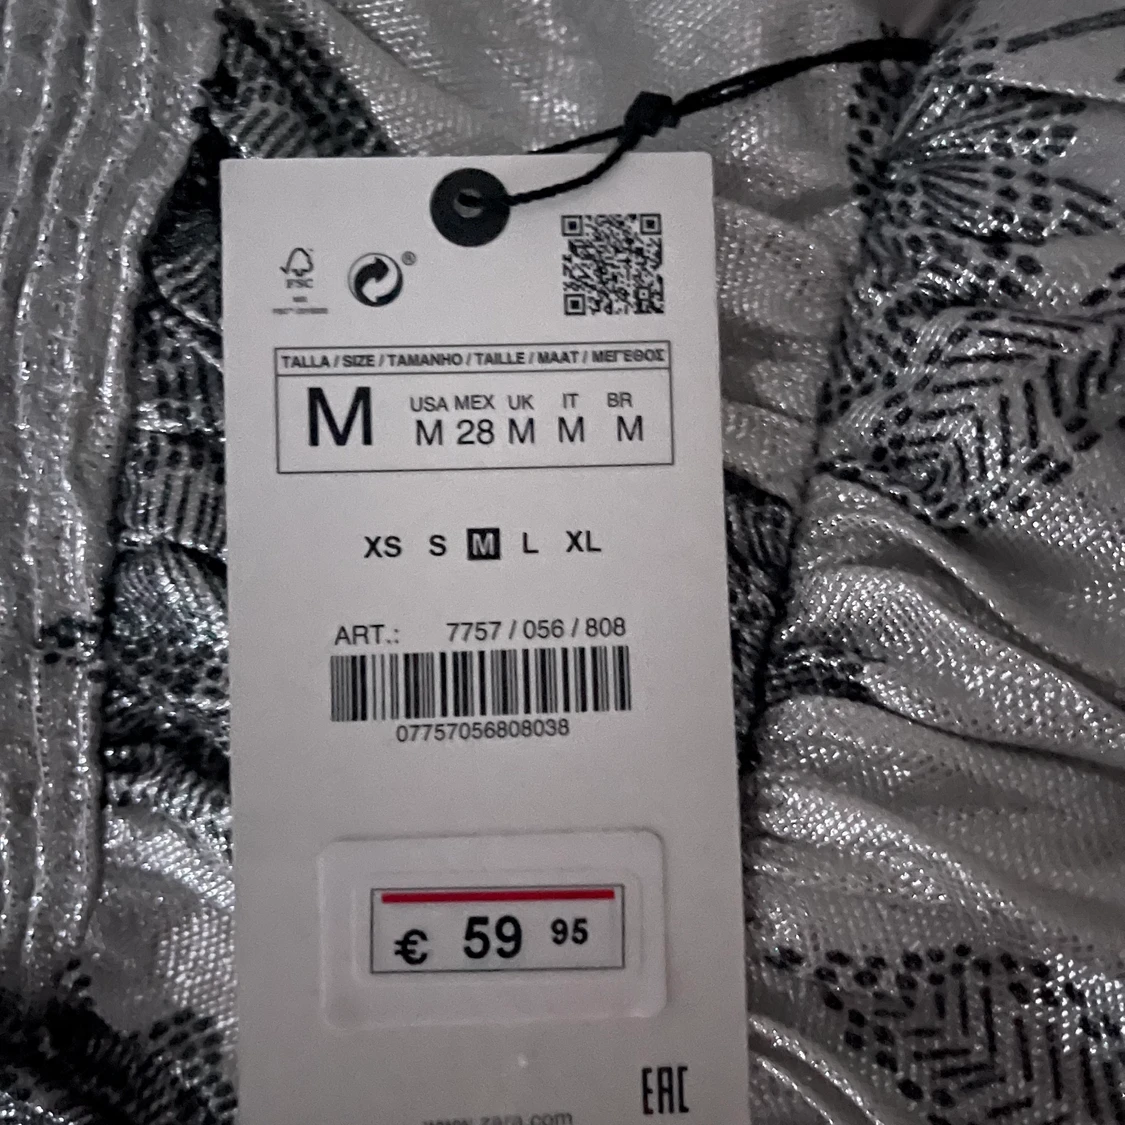 FSC
®
TALLA / SIZE / TAMANHO / TAILLE / MAAT / ΜΕΓΕΘΟΣ
M
USA MEX UK IT BR
M 28 M M M
XS S M L XL
ART.: 7757 / 056 / 808
07757056808038
€ 59 95
EAC
www.zara.com